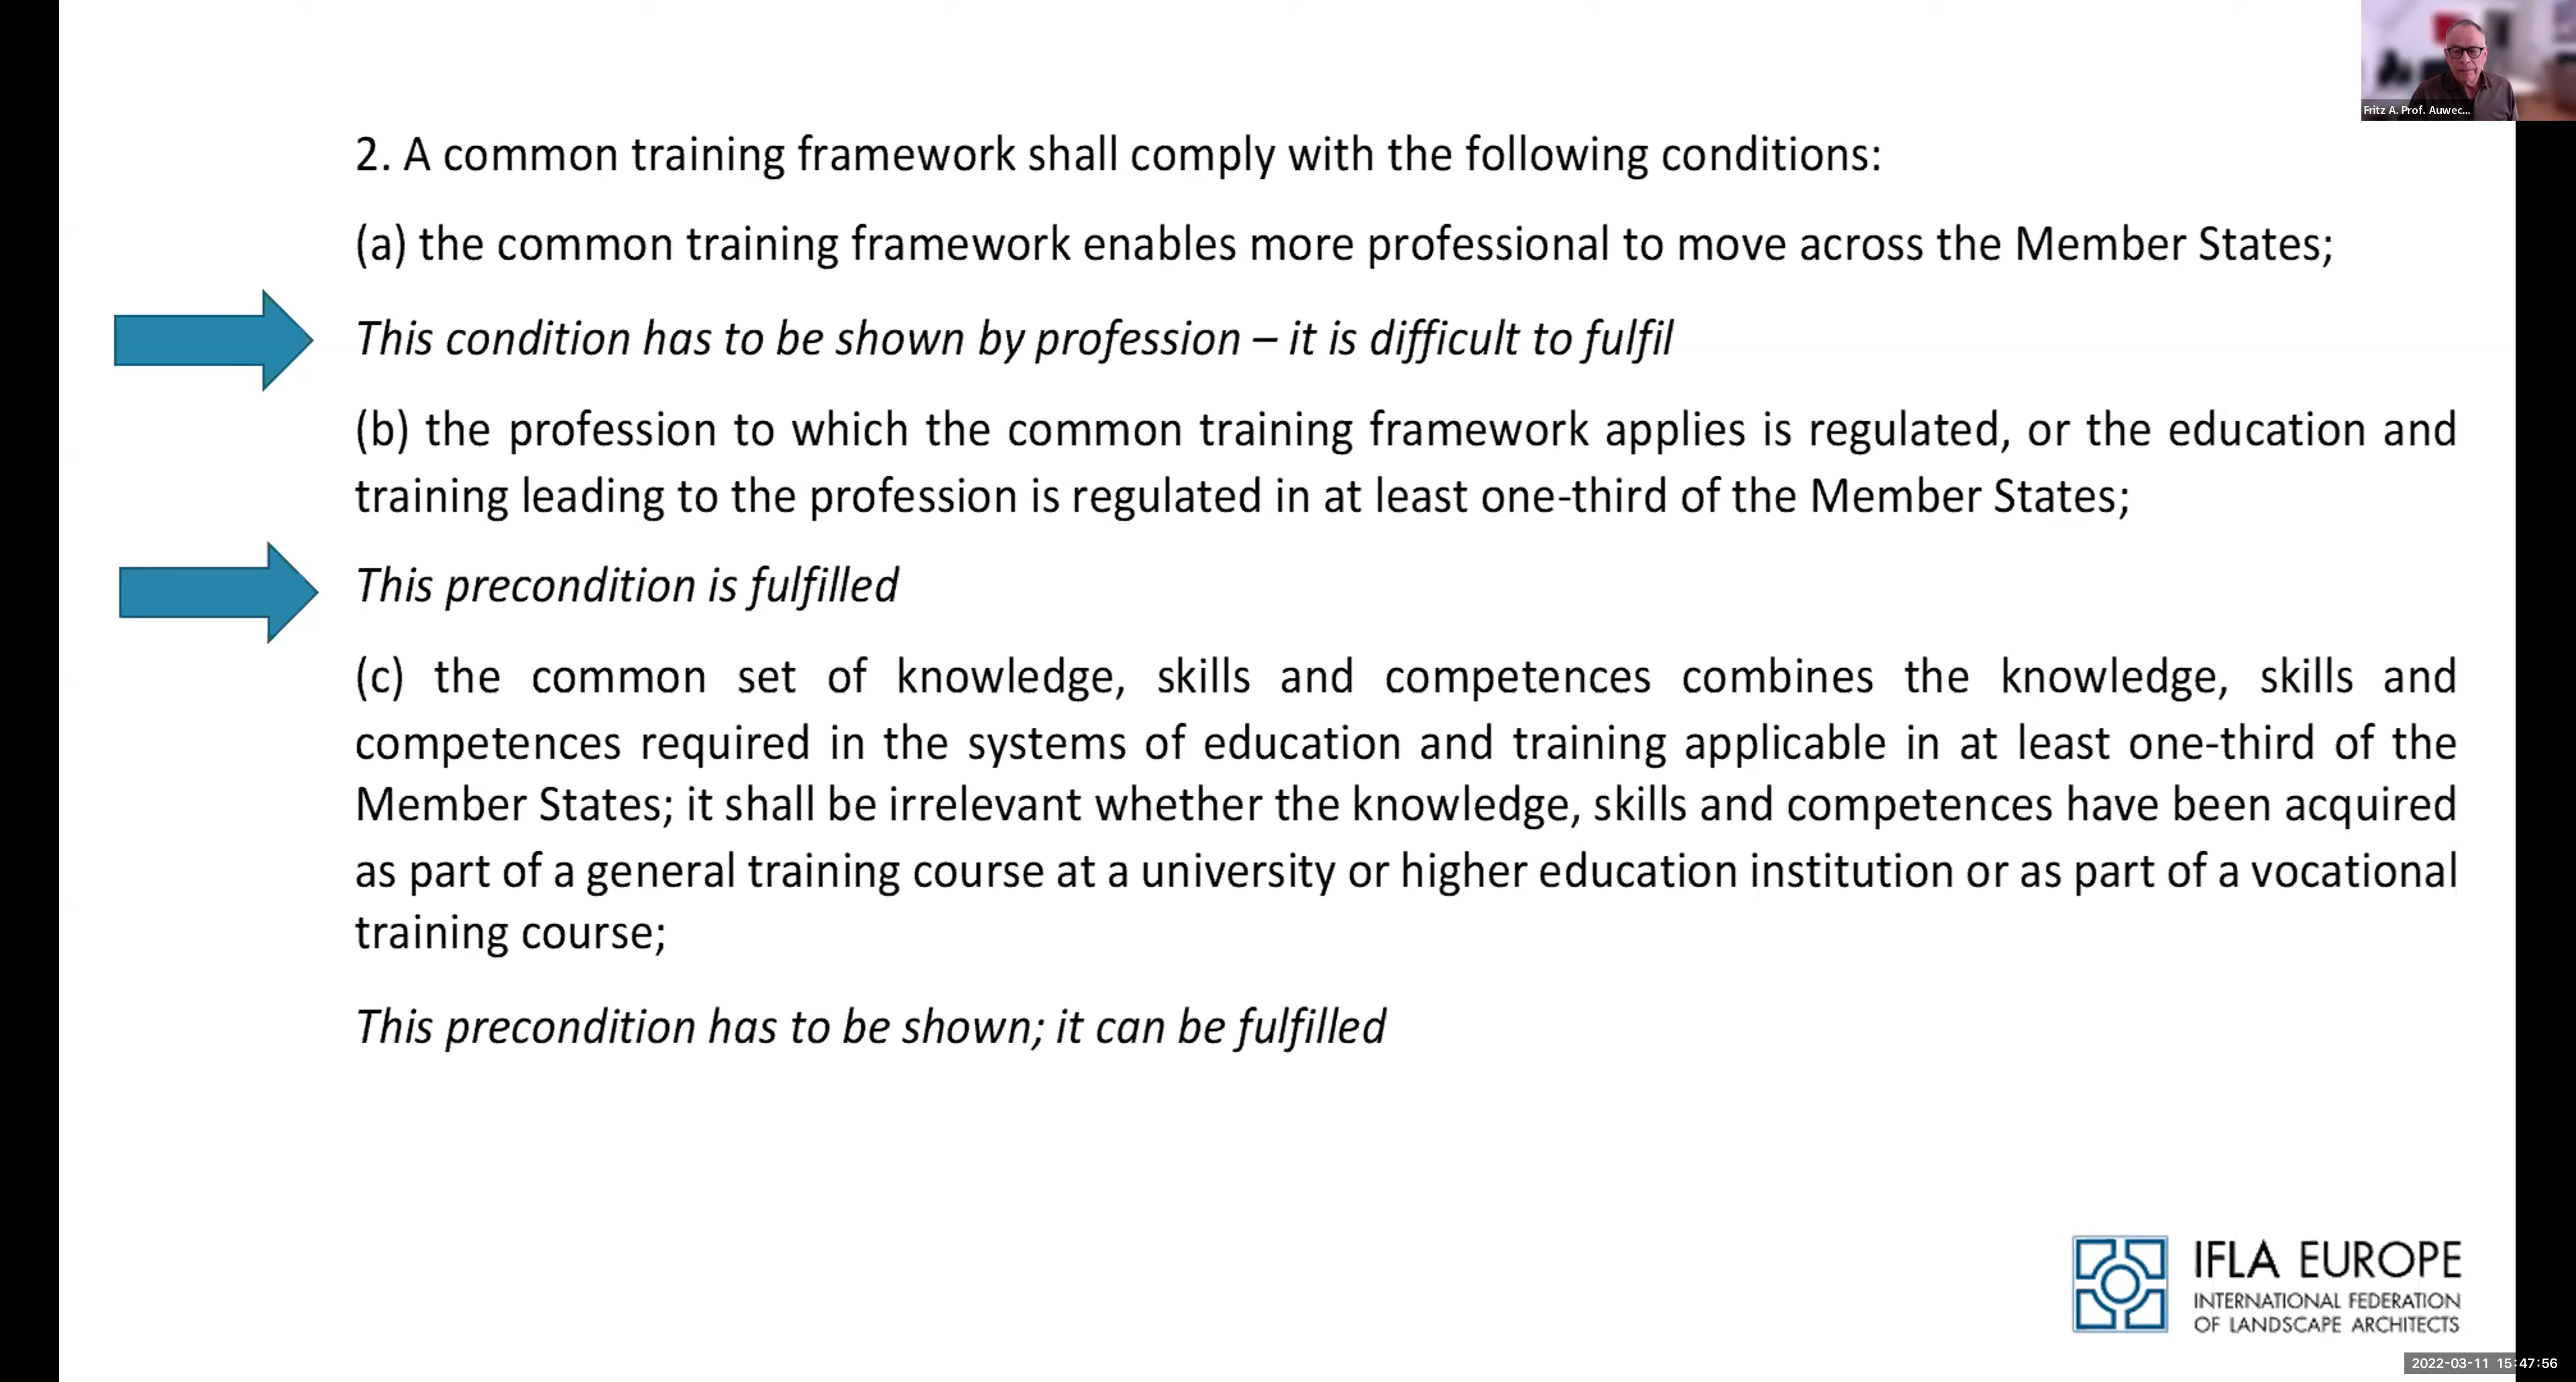 Fritz A. Prof. Auwec...
2. A common training framework shall comply with the following conditions:
(a) the common training framework enables more professional to move across the Member States;
This condition has to be shown by profession – it is difficult to fulfil
(b) the profession to which the common training framework applies is regulated, or the education and
training leading to the profession is regulated in at least one-third of the Member States;
This precondition is fulfilled
(c) the common set of knowledge, skills and competences combines the knowledge, skills and
competences required in the systems of education and training applicable in at least one-third of the
Member States; it shall be irrelevant whether the knowledge, skills and competences have been acquired
as part of a general training course at a university or higher education institution or as part of a vocational
training course;
This precondition has to be shown; it can be fulfilled
IFLA EUROPE
INTERNATIONAL FEDERATION
OF LANDSCAPE ARCHITECTS
2022-03-11 15:47:56